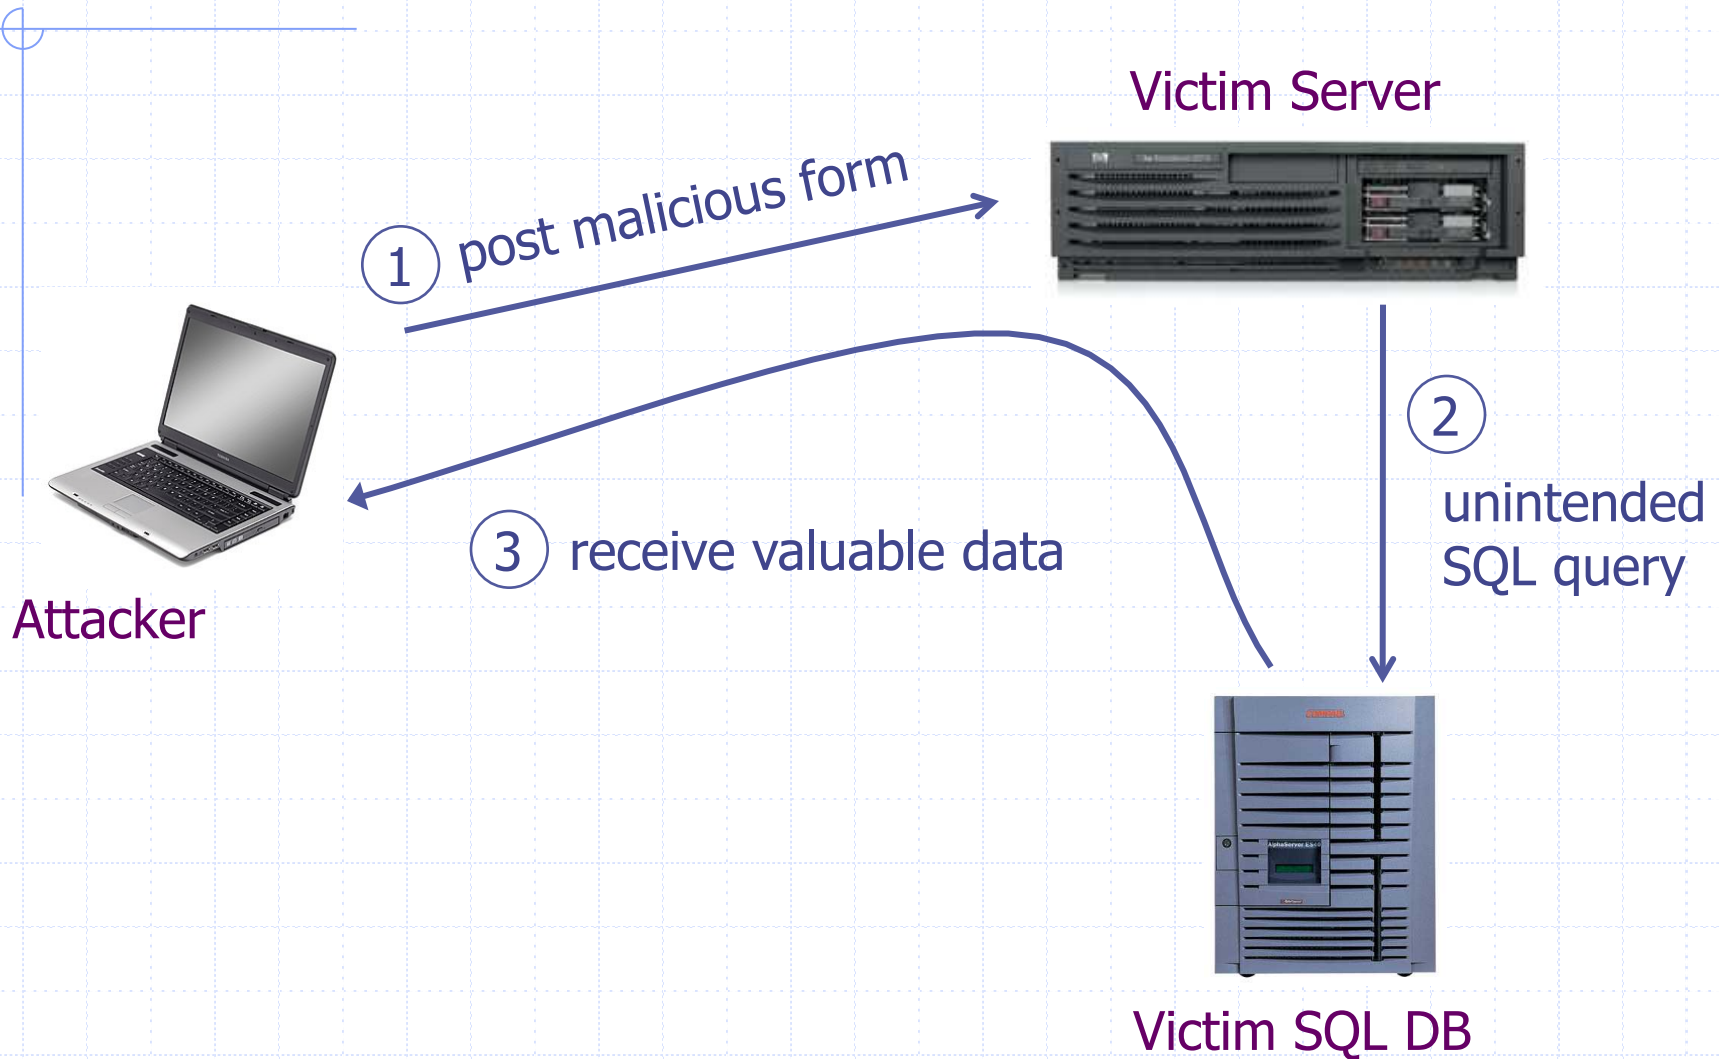 Victim Server
1 post malicious form
2
unintended
SQL query
3 receive valuable data
Attacker
Victim SQL DB